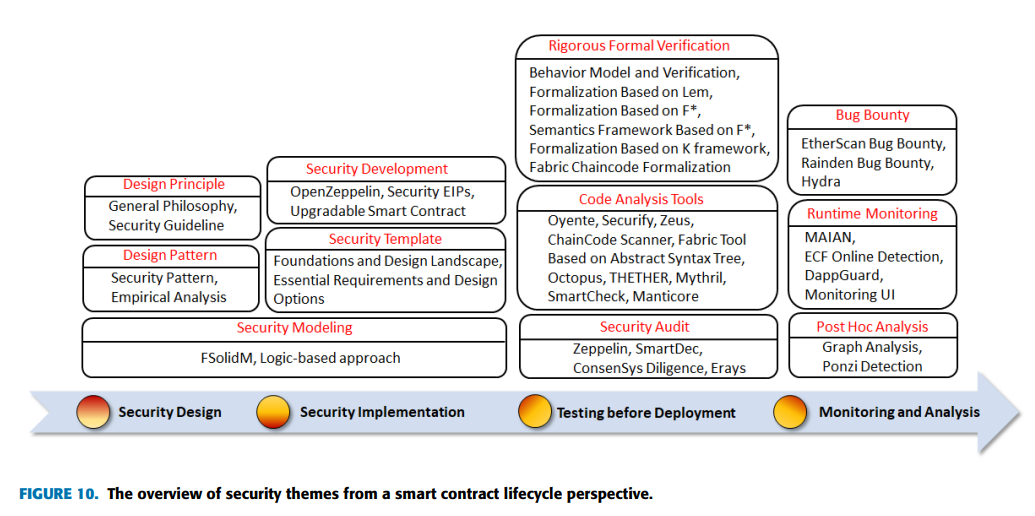 Design Principle
General Philosophy,
Security Guideline
Design Pattern
Security Pattern,
Empirical Analysis
Security Development
OpenZeppelin, Security EIPs,
Upgradable Smart Contract
Security Template
Foundations and Design Landscape,
Essential Requirements and Design
Options
Security Modeling
FSolidM, Logic-based approach
Rigorous Formal Verification
Behavior Model and Verification,
Formalization Based on Lem,
Formalization Based on F*,
Semantics Framework Based on F*,
Formalization Based on K framework,
Fabric Chaincode Formalization
Code Analysis Tools
Oyente, Securify, Zeus,
ChainCode Scanner, Fabric Tool
Based on Abstract Syntax Tree,
Octopus, THETHER, Mythril,
SmartCheck, Manticore
Security Audit
Zeppelin, SmartDec,
ConsenSys Diligence, Erays
Bug Bounty
EtherScan Bug Bounty,
Rainden Bug Bounty,
Hydra
Runtime Monitoring
MAIAN,
ECF Online Detection,
DappGuard,
Monitoring UI
Post Hoc Analysis
Graph Analysis,
Ponzi Detection
Security Design
Security Implementation
Testing before Deployment
Monitoring and Analysis
FIGURE 10. The overview of security themes from a smart contract lifecycle perspective.